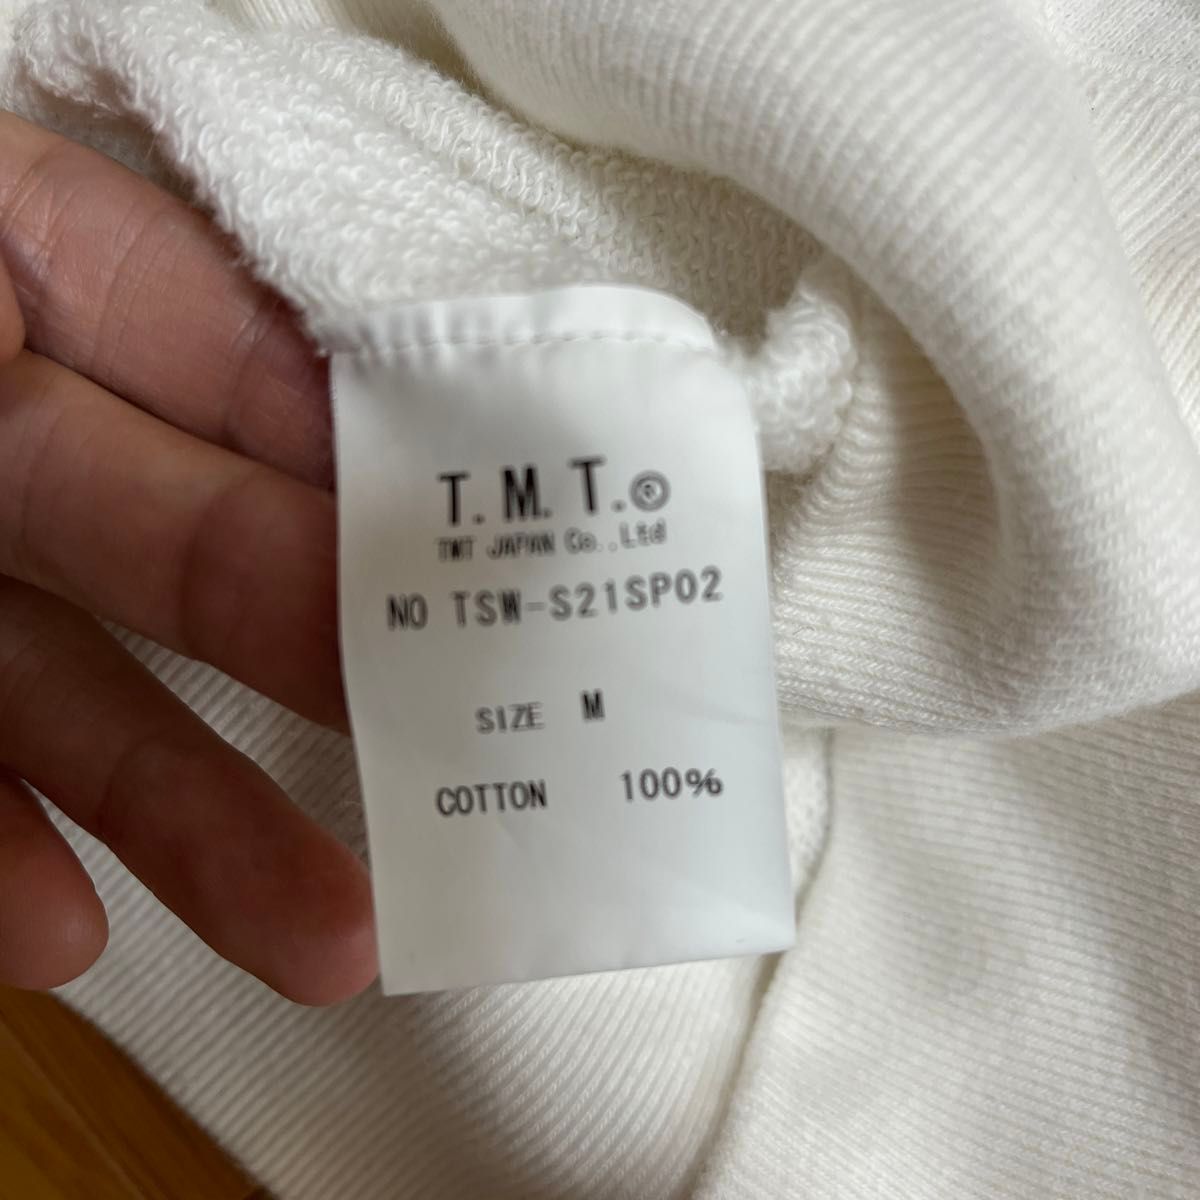 T.M.T.®
TMT JAPAN Co.,Ltd
NO TSW-S21SP02
SIZE M
COTTON 100%